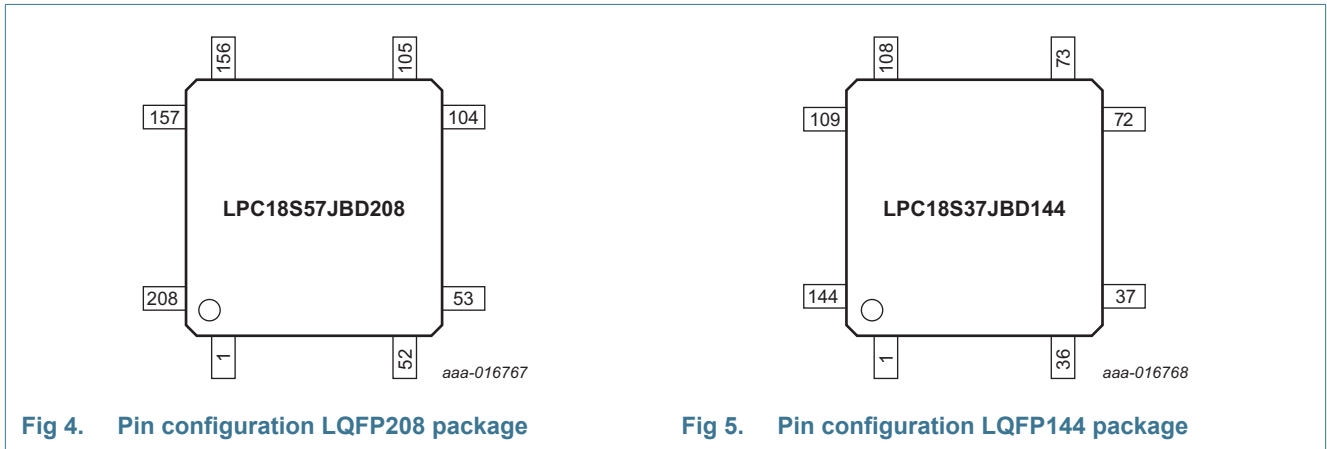 156
105
157
104
LPC18S57JBD208
208
53
1
52
aaa-016767
Fig 4. Pin configuration LQFP208 package
108
73
109
72
LPC18S37JBD144
144
37
1
36
aaa-016768
Fig 5. Pin configuration LQFP144 package